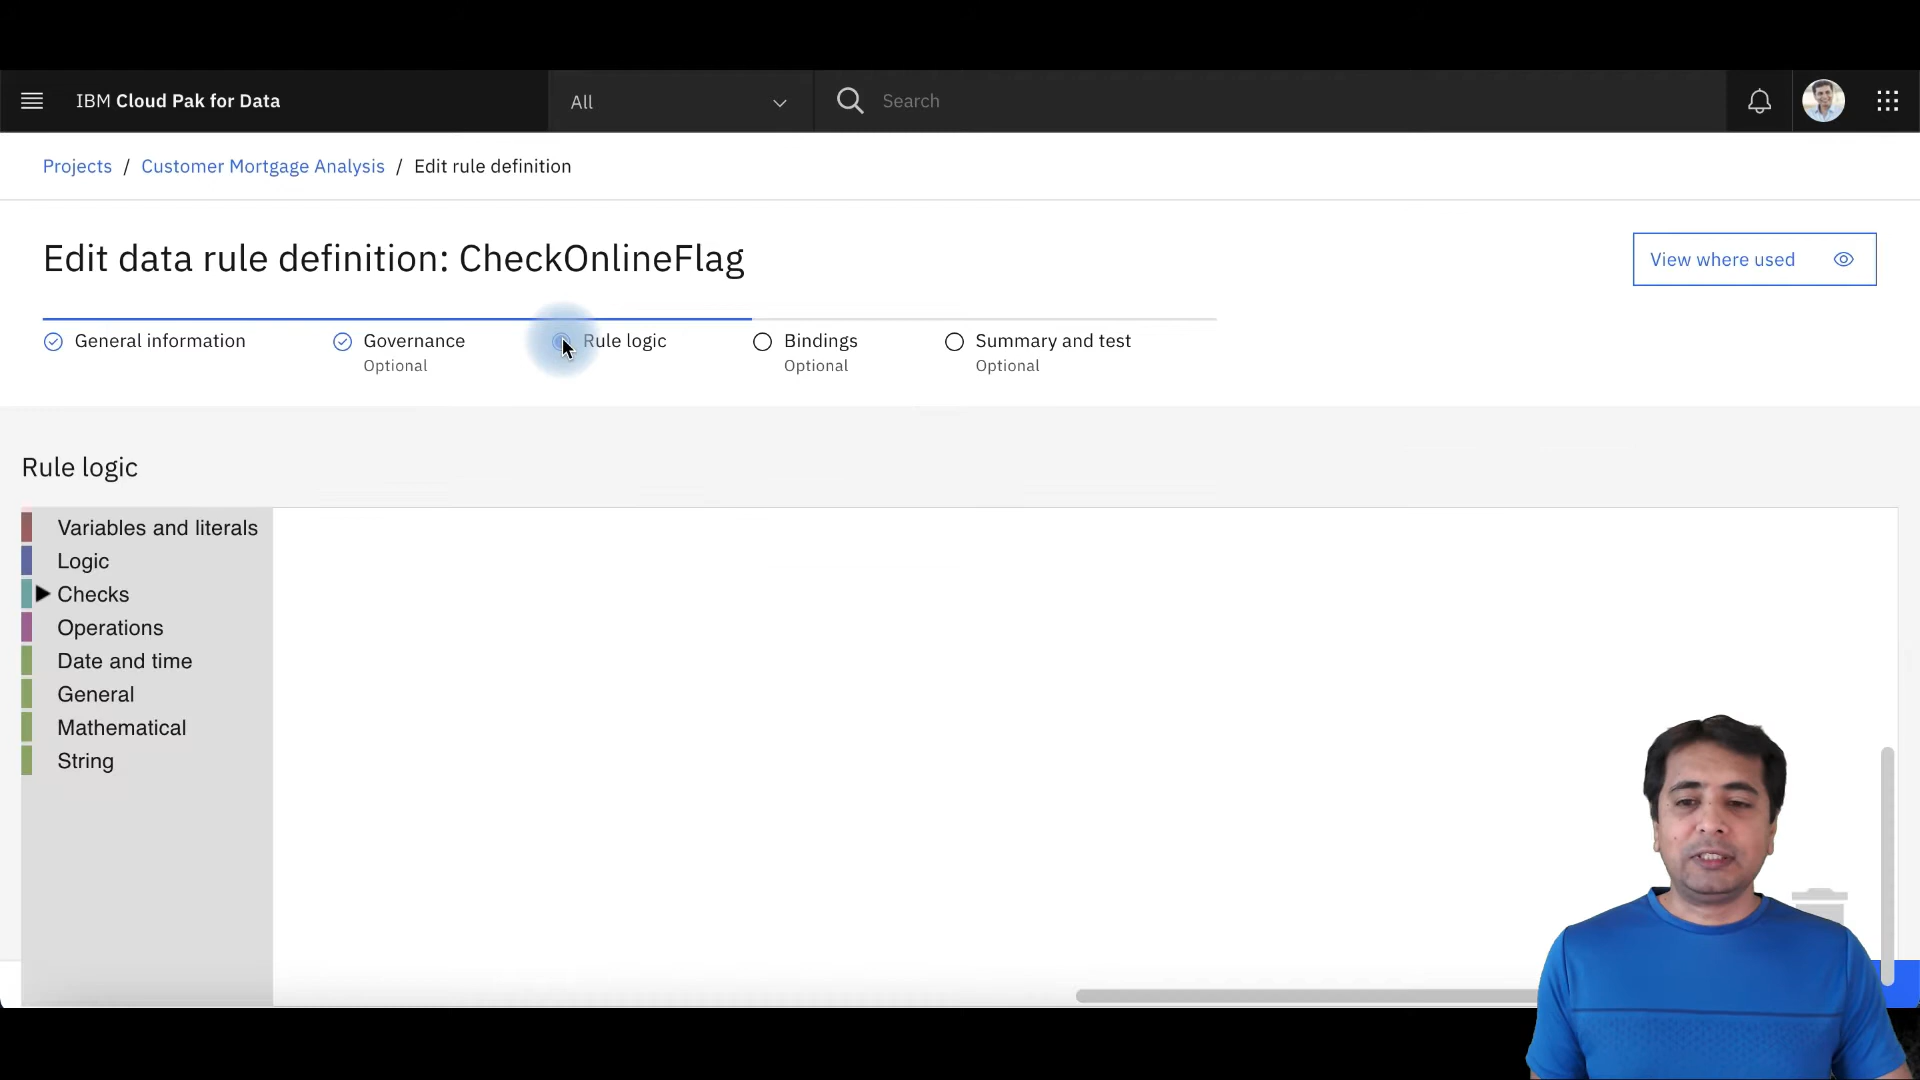 IBM Cloud Pak for Data
All
Search
Projects / Customer Mortgage Analysis / Edit rule definition
Edit data rule definition: CheckOnlineFlag
View where used
General information
Governance
Optional
Rule logic
Bindings
Optional
Summary and test
Optional
Rule logic
Variables and literals
Logic
Checks
Operations
Date and time
General
Mathematical
String